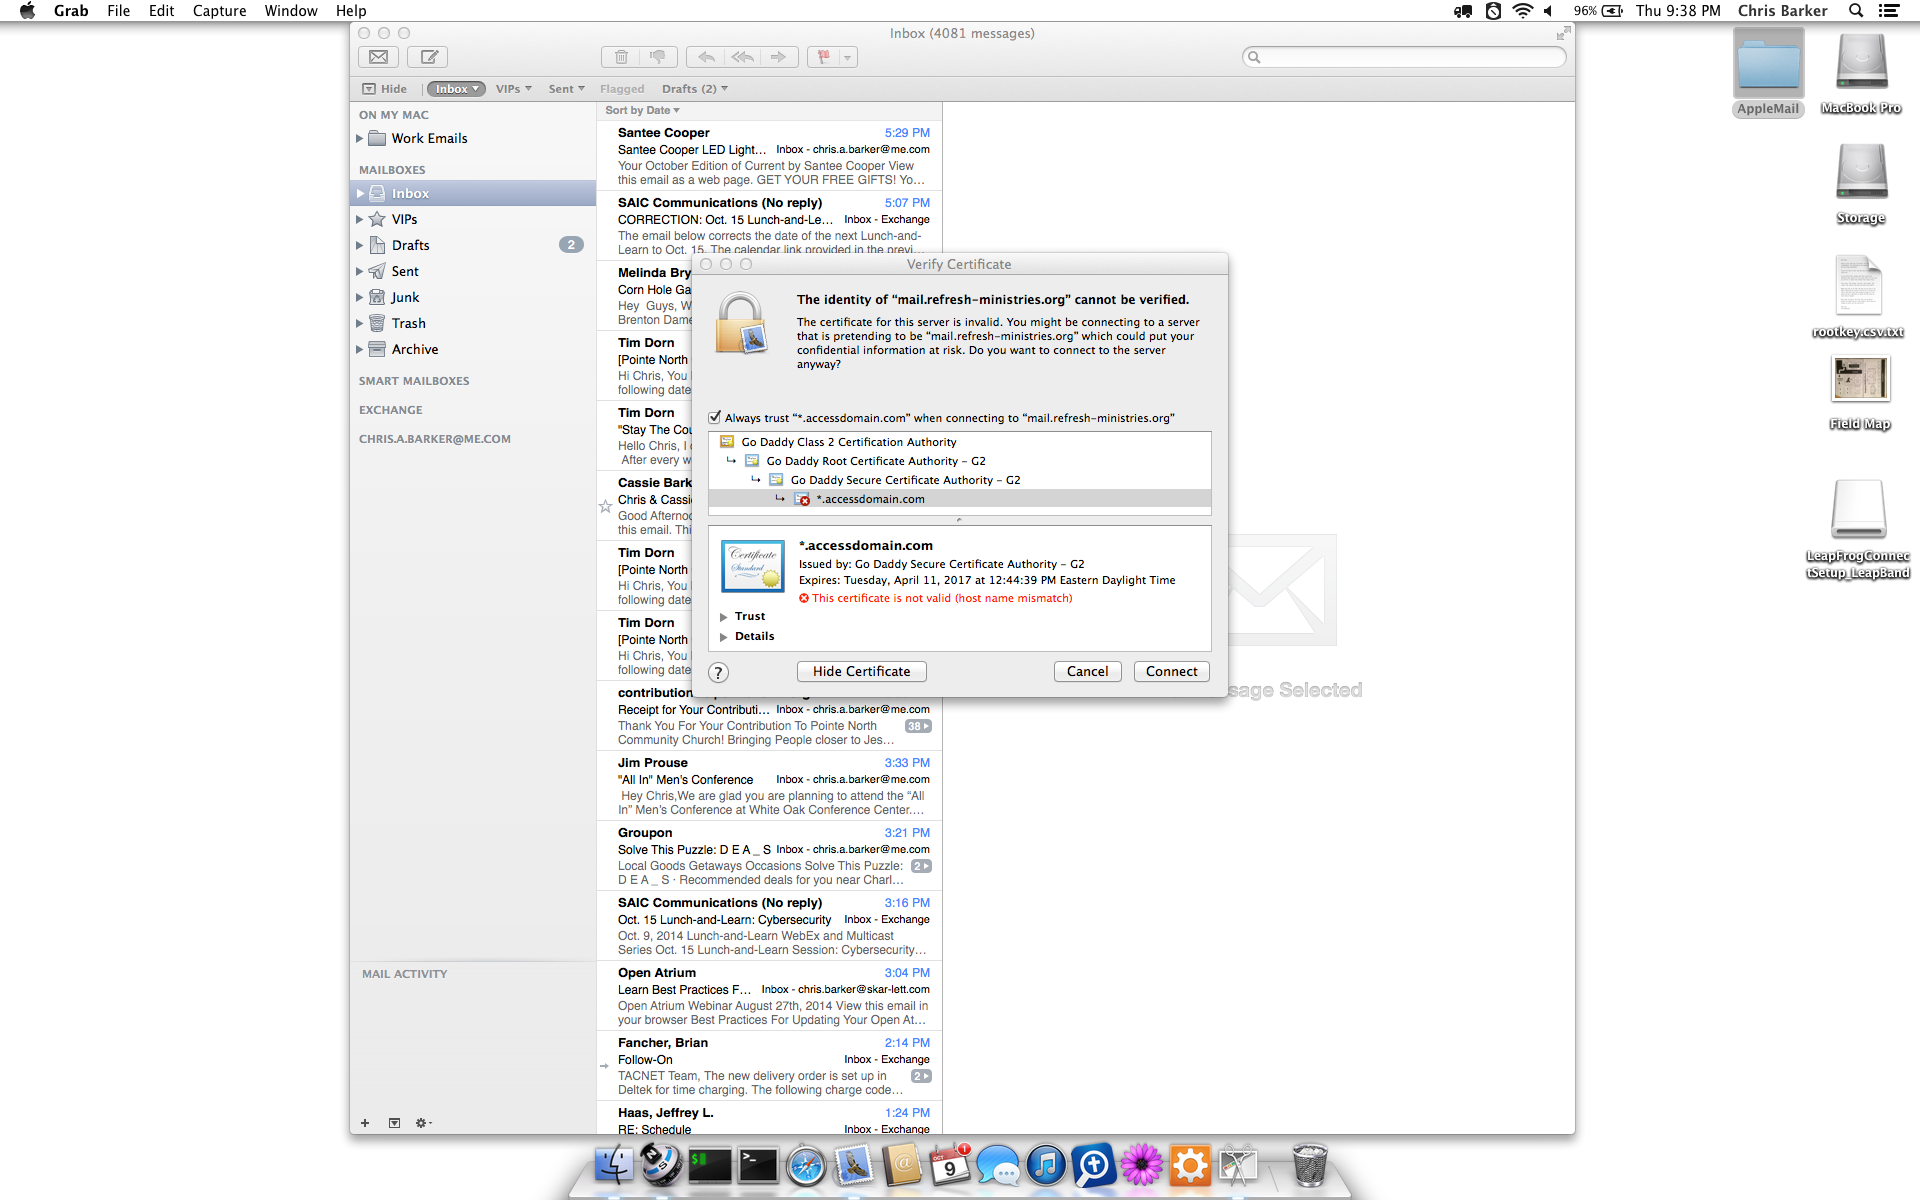 Grab File Edit Capture Window Help
96% Thu 9:38 PM Chris Barker
Inbox (4081 messages)
Hide Inbox VIPs Sent Flagged Drafts (2)
ON MY MAC
Work Emails
MAILBOXES
Inbox
VIPs
Drafts 2
Sent
Junk
Trash
Archive
SMART MAILBOXES
EXCHANGE
CHRIS.A.BARKER@ME.COM
MAIL ACTIVITY
Sort by Date
Santee Cooper 5:29 PM
Santee Cooper LED Light... Inbox - chris.a.barker@me.com
Your October Edition of Current by Santee Cooper View
this email as a web page. GET YOUR FREE GIFTS! Yo...
SAIC Communications (No reply) 5:07 PM
CORRECTION: Oct. 15 Lunch-and-Le... Inbox - Exchange
The email below corrects the date of the next Lunch-and-
Learn to Oct. 15. The calendar link provided in the previ...
Melinda Bry
Corn Hole Ga
Hey Guys, W
Brenton Dame
Tim Dorn
[Pointe North
Hi Chris, You
following date
Tim Dorn
"Stay The Cou
Hello Chris, I
After every w
Cassie Bark
Chris & Cassi
Good Afterno
this email. Thi
Tim Dorn
[Pointe North
Hi Chris, You
following date
Tim Dorn
[Pointe North
Hi Chris, You
following date
contribution
Receipt for Your Contributi... Inbox - chris.a.barker@me.com
Thank You For Your Contribution To Pointe North 38
Community Church! Bringing People closer to Jes...
Jim Prouse 3:33 PM
"All In" Men's Conference Inbox - chris.a.barker@me.com
Hey Chris,We are glad you are planning to attend the "All
In" Men's Conference at White Oak Conference Center....
Groupon 3:21 PM
Solve This Puzzle: D E A _ S Inbox - chris.a.barker@me.com
Local Goods Getaways Occasions Solve This Puzzle: 2
D E A _ S · Recommended deals for you near Charl...
SAIC Communications (No reply) 3:16 PM
Oct. 15 Lunch-and-Learn: Cybersecurity Inbox - Exchange
Oct. 9, 2014 Lunch-and-Learn WebEx and Multicast
Series Oct. 15 Lunch-and-Learn Session: Cybersecurity...
Open Atrium 3:04 PM
Learn Best Practices F... Inbox - chris.barker@skar-lett.com
Open Atrium Webinar August 27th, 2014 View this email in
your browser Best Practices For Updating Your Open At...
Fancher, Brian 2:14 PM
Follow-On Inbox - Exchange
TACNET Team, The new delivery order is set up in 2
Deltek for time charging. The following charge code...
Haas, Jeffrey L. 1:24 PM
RE: Schedule Inbox - Exchange
Verify Certificate
The identity of "mail.refresh-ministries.org" cannot be verified.
The certificate for this server is invalid. You might be connecting to a server
that is pretending to be "mail.refresh-ministries.org" which could put your
confidential information at risk. Do you want to connect to the server
anyway?
Always trust "*.accessdomain.com" when connecting to "mail.refresh-ministries.org"
Go Daddy Class 2 Certification Authority
Go Daddy Root Certificate Authority - G2
Go Daddy Secure Certificate Authority - G2
*.accessdomain.com
Certificate
Standard
*.accessdomain.com
Issued by: Go Daddy Secure Certificate Authority - G2
Expires: Tuesday, April 11, 2017 at 12:44:39 PM Eastern Daylight Time
This certificate is not valid (host name mismatch)
Trust
Details
? Hide Certificate Cancel Connect
sage Selected
AppleMail
MacBook Pro
Storage
rootkey.csv.txt
Field Map
LeapFrogConnec
tSetup_LeapBand
OCT
9
1